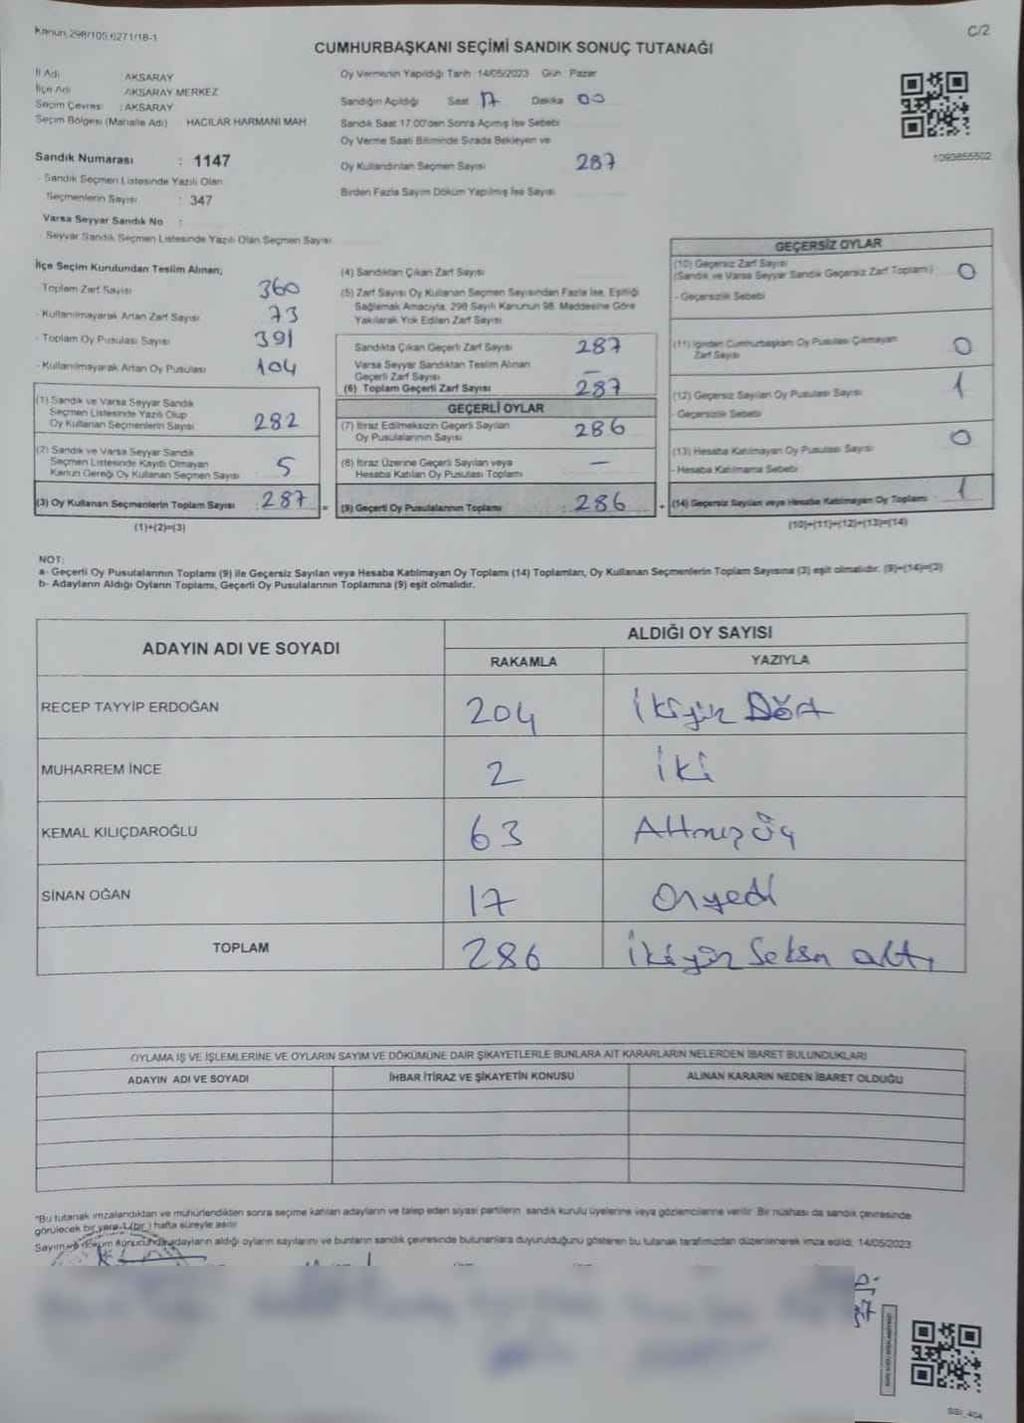 Kanun 298/105,6271/18-1
C/2
CUMHURBAŞKANI SEÇİMİ SANDIK SONUÇ TUTANAĞI
İl Adı AKSARAY
İlçe Adı AKSARAY MERKEZ
Seçim Çevresi : AKSARAY
Seçim Bölgesi (Mahalle Adı) HACILAR HARMANI MAH.
Oy Vermenin Yapıldığı Tarih 14/05/2023 Gün Pazar
Sandığın Açıldığı Saat 17 Dakika 00
Sandık Saat 17.00'den Sonra Açılmış İse Sebebi
Oy Verme Saati Bitiminde Sırada Bekleyen ve
Oy Kullandırılan Seçmen Sayısı 287
Birden Fazla Sayım Döküm Yapılmış İse Sayısı
1093855502
Sandık Numarası : 1147
- Sandık Seçmen Listesinde Yazılı Olan
Seçmenlerin Sayısı : 347
Varsa Seyyar Sandık No :
- Seyyar Sandık Seçmen Listesinde Yazılı Olan Seçmen Sayısı
İlçe Seçim Kurulundan Teslim Alınan;
- Toplam Zarf Sayısı 360
- Kullanılmayarak Artan Zarf Sayısı 73
- Toplam Oy Pusulası Sayısı 391
- Kullanılmayarak Artan Oy Pusulası 104
(1) Sandık ve Varsa Seyyar Sandık
Seçmen Listesinde Yazılı Olup
Oy Kullanan Seçmenlerin Sayısı 282
(2) Sandık ve Varsa Seyyar Sandık
Seçmen Listesinde Kayıtlı Olmayan
Kanun Gereği Oy Kullanan Seçmen Sayısı 5
(3) Oy Kullanan Seçmenlerin Toplam Sayısı : 287 =
(1)+(2)=(3)
(4) Sandıktan Çıkan Zarf Sayısı
(5) Zarf Sayısı Oy Kullanan Seçmen Sayısından Fazla İse, Eşitliği
Sağlamak Amacıyla, 298 Sayılı Kanunun 98. Maddesine Göre
Yakılarak Yok Edilen Zarf Sayısı
Sandıkta Çıkan Geçerli Zarf Sayısı 287
Varsa Seyyar Sandıktan Teslim Alınan
Geçerli Zarf Sayısı —
(6) Toplam Geçerli Zarf Sayısı 287
GEÇERLİ OYLAR
(7) İtiraz Edilmeksizin Geçerli Sayılan
Oy Pusulalarının Sayısı 286
(8) İtiraz Üzerine Geçerli Sayılan veya
Hesaba Katılan Oy Pusulası Toplamı —
(9) Geçerli Oy Pusulalarının Toplamı : 286 +
GEÇERSİZ OYLAR
(10) Geçersiz Zarf Sayısı
(Sandık ve Varsa Seyyar Sandık Geçersiz Zarf Toplamı) 0
- Geçersizlik Sebebi
(11) İçinden Cumhurbaşkanı Oy Pusulası Çıkmayan
Zarf Sayısı 0
(12) Geçersiz Sayılan Oy Pusulası Sayısı 1
- Geçersizlik Sebebi
(13) Hesaba Katılmayan Oy Pusulası Sayısı 0
- Hesaba Katılmama Sebebi
(14) Geçersiz Sayılan veya Hesaba Katılmayan Oy Toplamı 1
(10)+(11)+(12)+(13)=(14)
NOT:
a- Geçerli Oy Pusulalarının Toplamı (9) ile Geçersiz Sayılan veya Hesaba Katılmayan Oy Toplamı (14) Toplamları, Oy Kullanan Seçmenlerin Toplam Sayısına (3) eşit olmalıdır. (9)+(14)=(3)
b- Adayların Aldığı Oyların Toplamı, Geçerli Oy Pusulalarının Toplamına (9) eşit olmalıdır.
ADAYIN ADI VE SOYADI
ALDIĞI OY SAYISI
RAKAMLA YAZIYLA
RECEP TAYYİP ERDOĞAN 204 İkiyüz Dört
MUHARREM İNCE 2 iki
KEMAL KILIÇDAROĞLU 63 Altmış üç
SİNAN OĞAN 17 Onyedi
TOPLAM 286 ikiyüz Seksen altı
OYLAMA İŞ VE İŞLEMLERİNE VE OYLARIN SAYIM VE DÖKÜMÜNE DAİR ŞİKAYETLERLE BUNLARA AİT KARARLARIN NELERDEN İBARET BULUNDUKLARI
ADAYIN ADI VE SOYADI İHBAR İTİRAZ VE ŞİKAYETİN KONUSU ALINAN KARARIN NEDEN İBARET OLDUĞU
*Bu tutanak imzalandıktan ve mühürlendikten sonra seçime katılan adayların ve talep eden siyasi partilerin, sandık kurulu üyelerine veya gözlemcilerine verilir. Bir nüshası da sandık çevresinde
görülecek bir yere 1 (bir) hafta süreyle asılır.
Sayım ve döküm sonucunda adayların aldığı oyların sayılarını ve bunların sandık çevresinde bulunanlara duyurulduğunu gösteren bu tutanak tarafımızdan düzenlenerek imza edildi. 14/05/2023